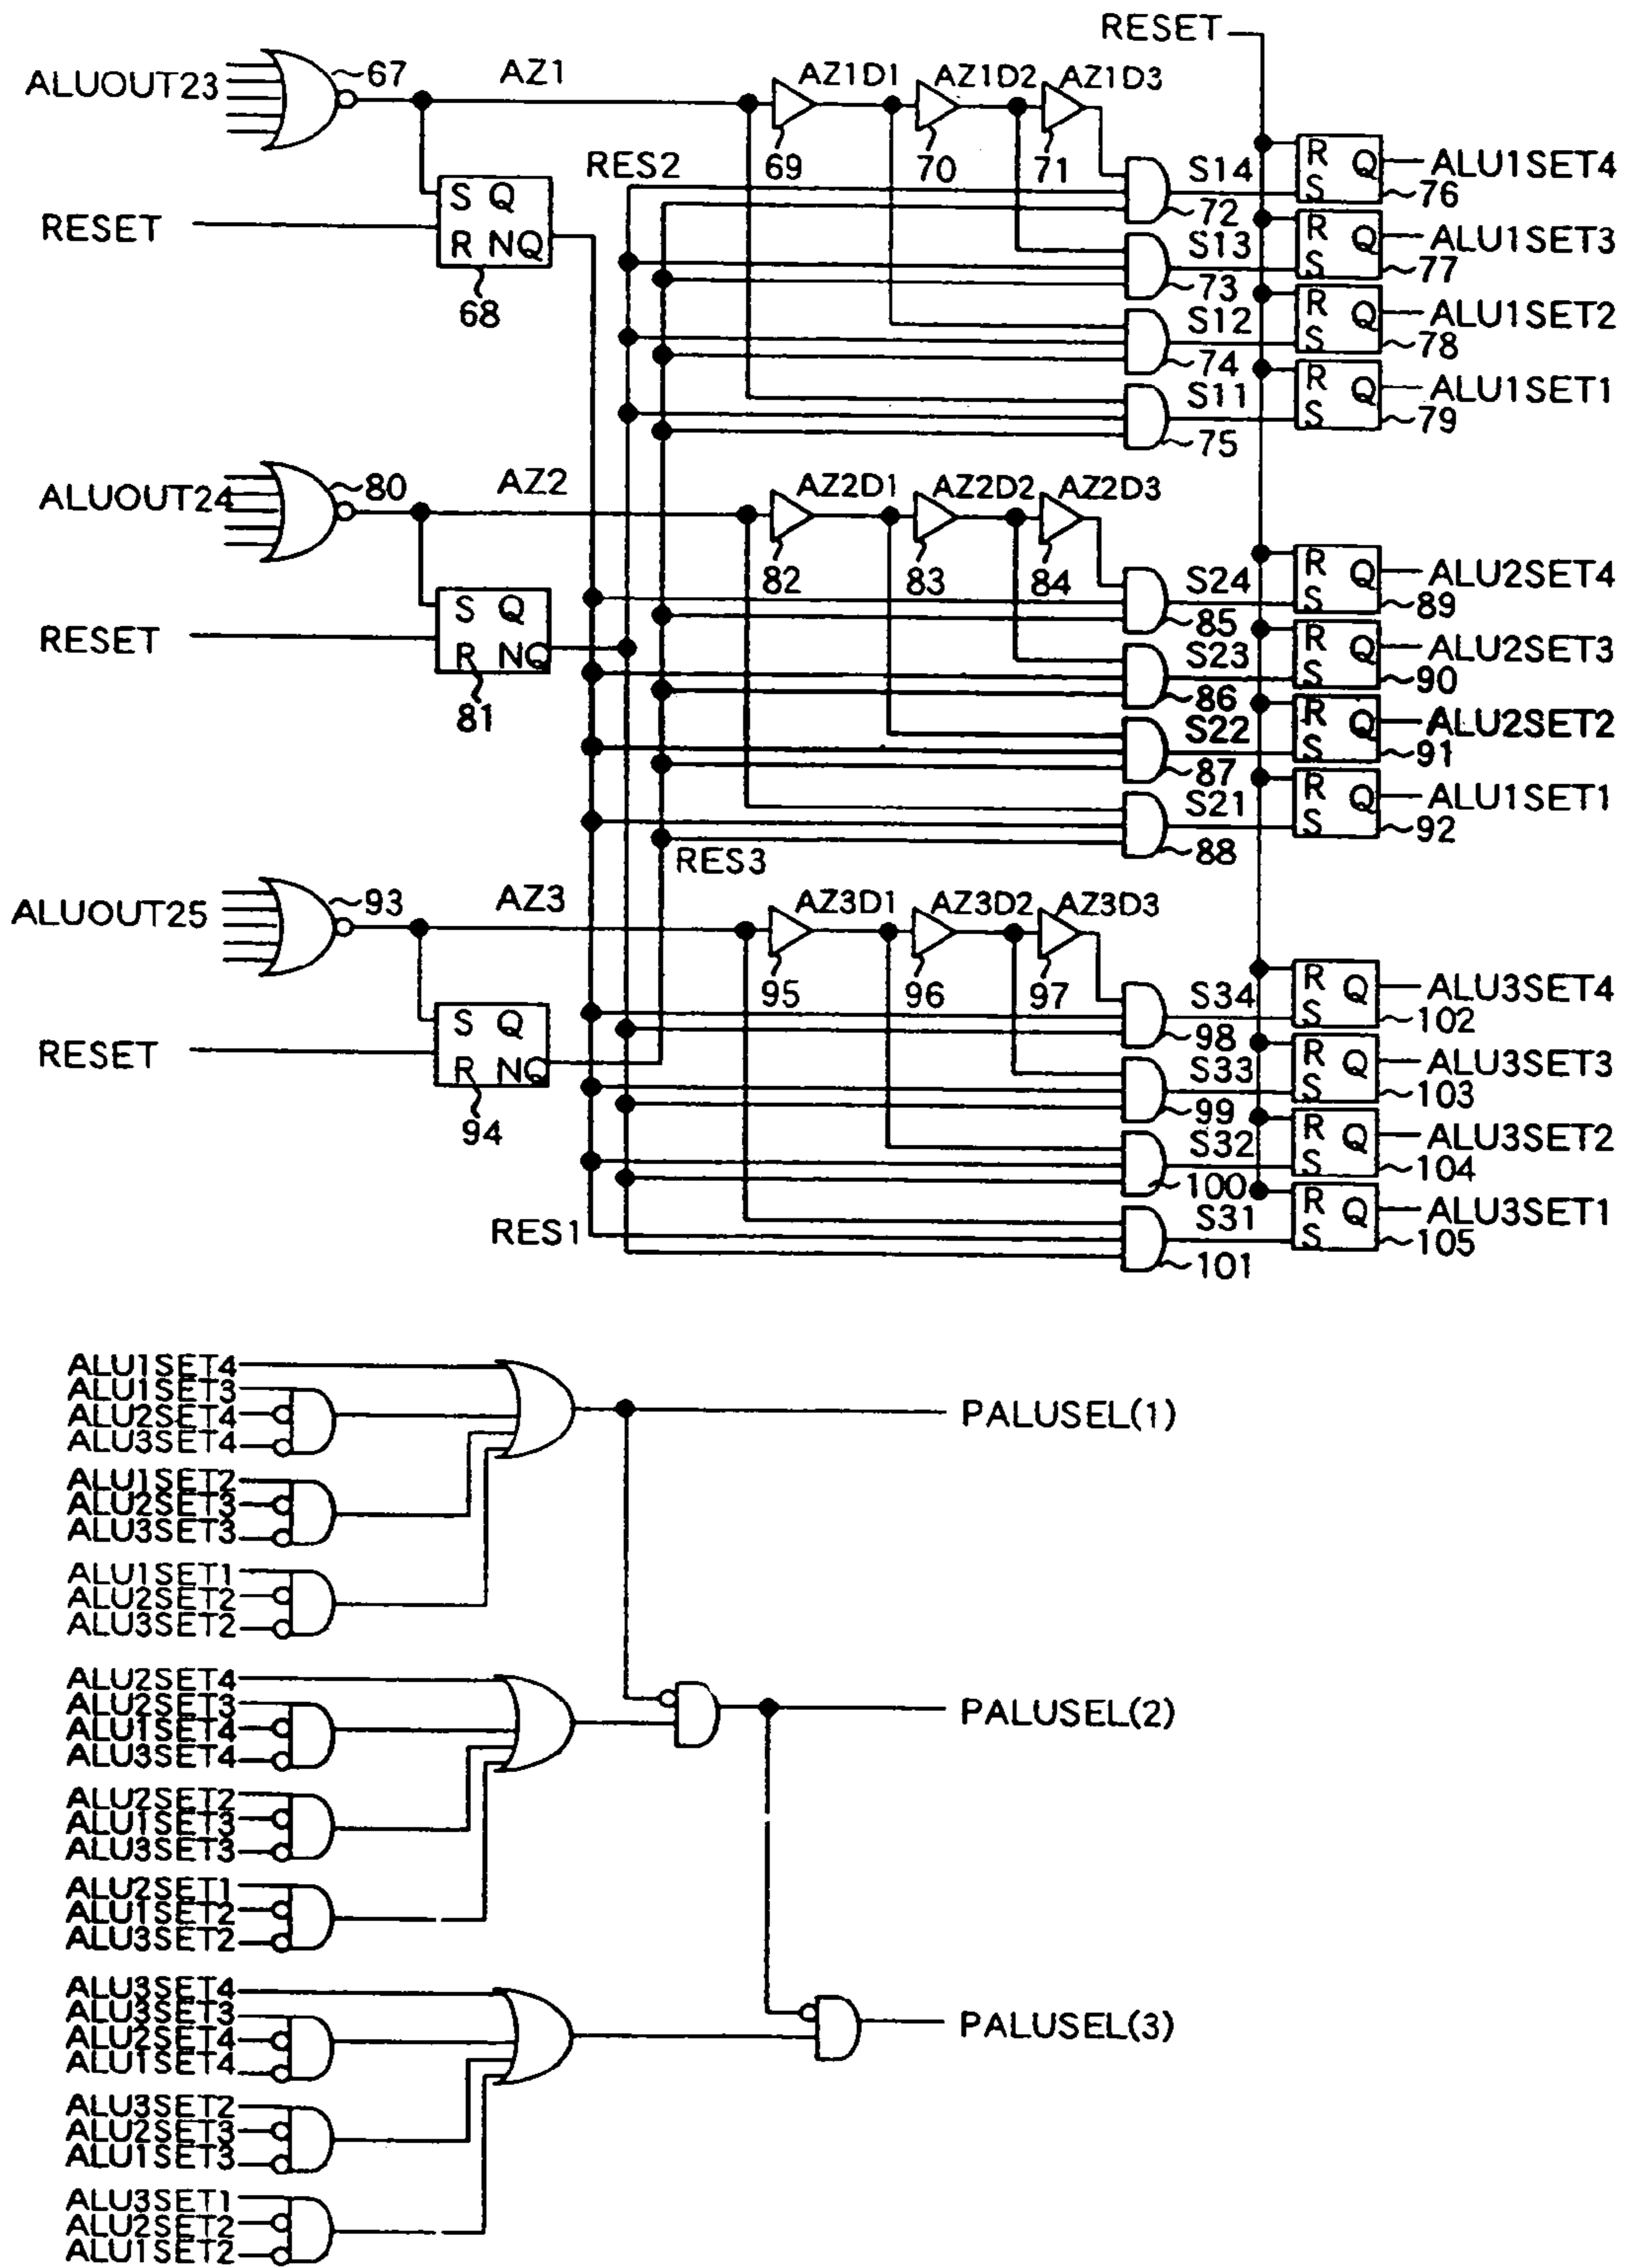 RESET
ALUOUT23
67
AZ1
AZ1D1
AZ1D2
AZ1D3
69
70
71
RES2
S Q
R NQ
RESET
68
S14
72
R Q
S
ALU1SET4
76
S13
73
R Q
S
ALU1SET3
77
S12
74
R Q
S
ALU1SET2
78
S11
75
R Q
S
ALU1SET1
79
ALUOUT24
80
AZ2
AZ2D1
AZ2D2
AZ2D3
82
83
84
S Q
R NQ
RESET
81
S24
85
R Q
S
ALU2SET4
89
S23
86
R Q
S
ALU2SET3
90
S22
87
R Q
S
ALU2SET2
91
S21
88
R Q
S
ALU1SET1
92
RES3
ALUOUT25
93
AZ3
AZ3D1
AZ3D2
AZ3D3
95
96
97
S Q
R NQ
RESET
94
S34
98
R Q
S
ALU3SET4
102
S33
99
R Q
S
ALU3SET3
103
S32
100
R Q
S
ALU3SET2
104
RES1
S31
101
R Q
S
ALU3SET1
105
ALU1SET4
ALU1SET3
ALU2SET4
ALU3SET4
ALU1SET2
ALU2SET3
ALU3SET3
ALU1SET1
ALU2SET2
ALU3SET2
PALUSEL(1)
ALU2SET4
ALU2SET3
ALU1SET4
ALU3SET4
ALU2SET2
ALU1SET3
ALU3SET3
ALU2SET1
ALU1SET2
ALU3SET2
PALUSEL(2)
ALU3SET4
ALU3SET3
ALU2SET4
ALU1SET4
ALU3SET2
ALU2SET3
ALU1SET3
ALU3SET1
ALU2SET2
ALU1SET2
PALUSEL(3)